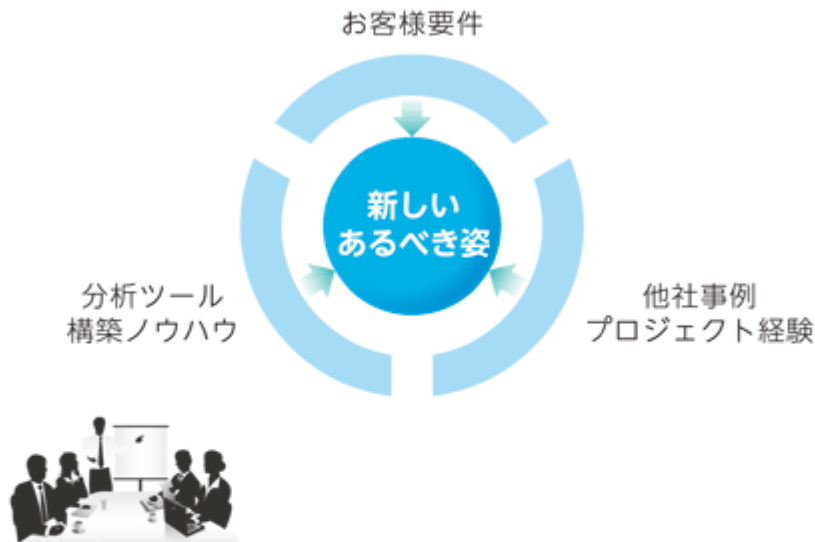 お客様要件
新しい
あるべき姿
分析ツール
構築ノウハウ
他社事例
プロジェクト経験